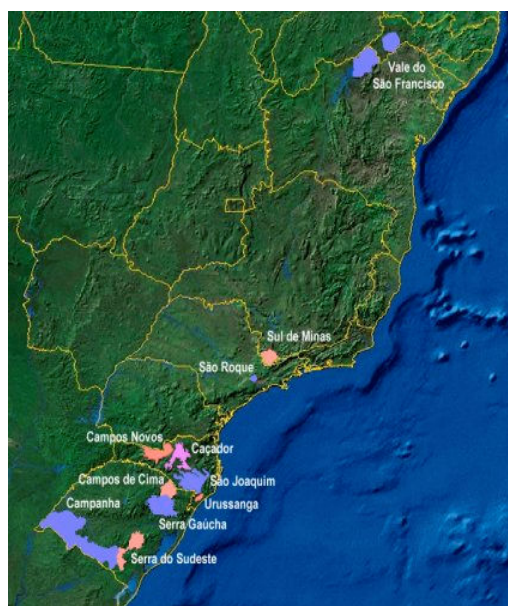 Vale do
São Francisco
Sul de Minas
São Roque
Campos Novos
Caçador
Campos de Cima
São Joaquim
Campanha
Urussanga
Serra Gaúcha
Serra do Sudeste